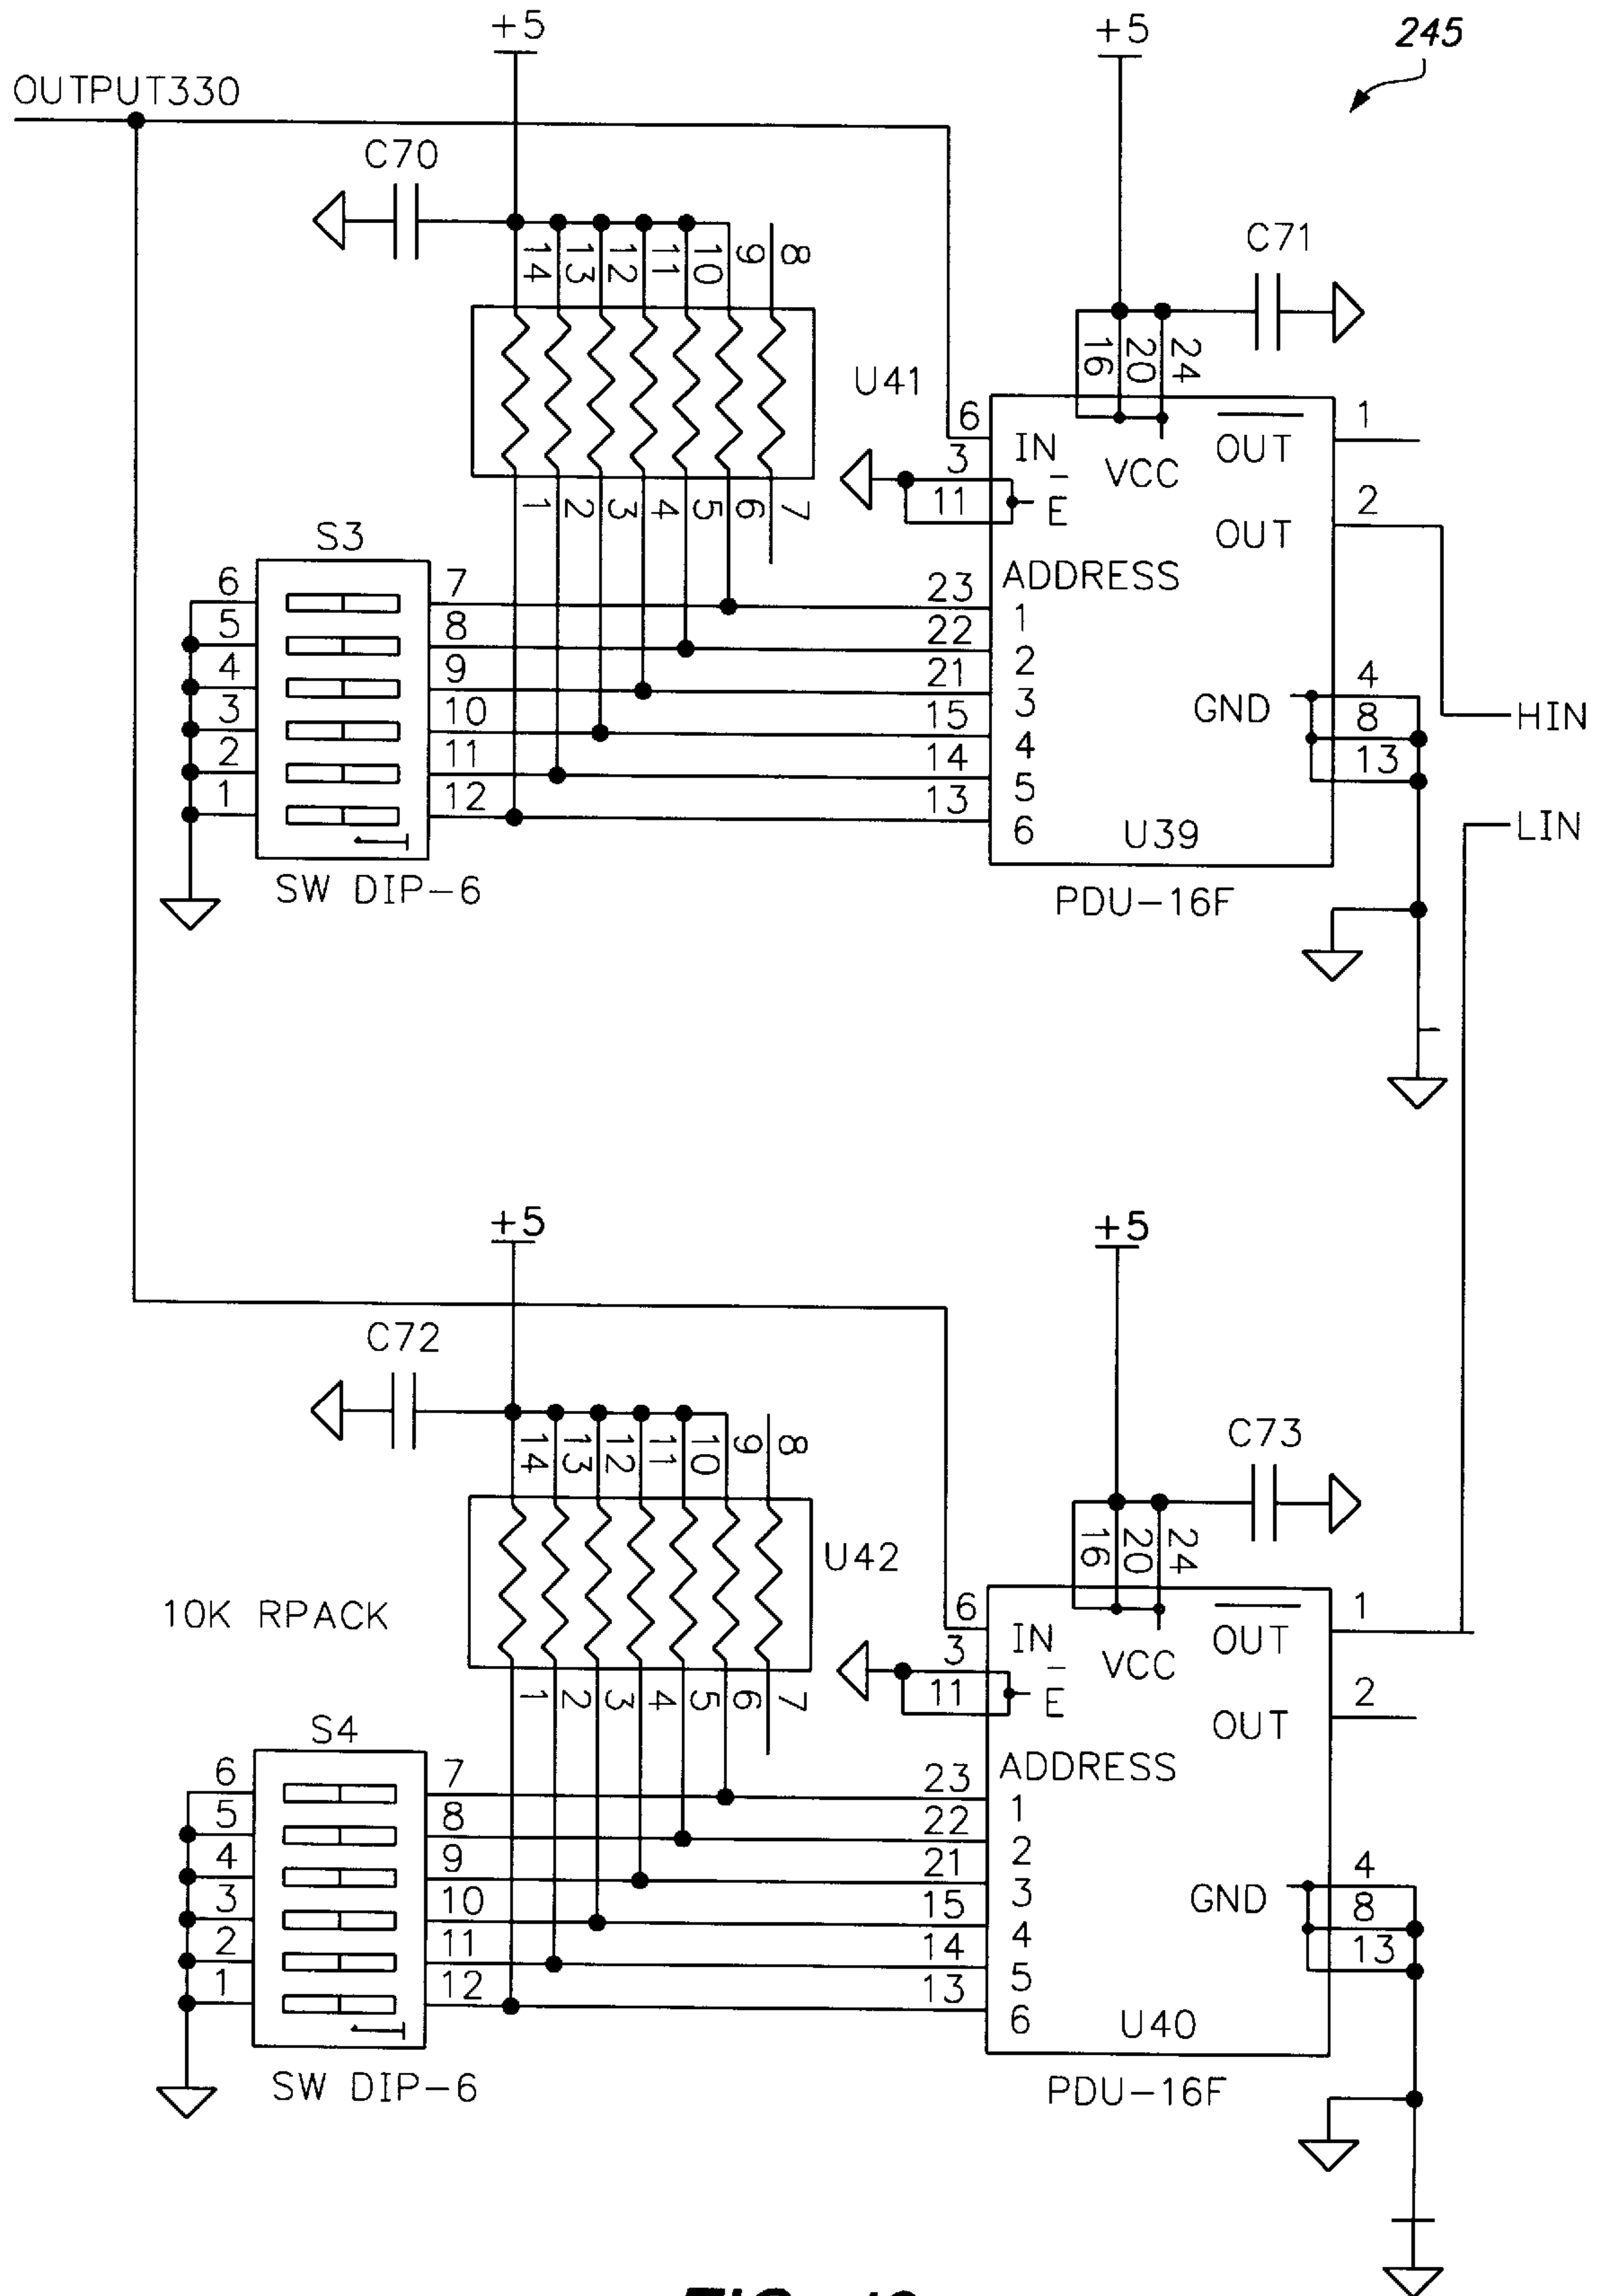 +5
+5
245
OUTPUT330
C70
14 13 12 11 10 9 8
C71
16 20 24
U41
6 IN
3
11 E
VCC
OUT 1
OUT 2
1 2 3 4 5 6 7
S3
ADDRESS
6 7 23 1
5 8 22 2
4 9 21 3
3 10 15 4
2 11 14 5
1 12 13 6
GND 4
8
13
HIN
LIN
U39
SW DIP-6
PDU-16F
+5
+5
C72
14 13 12 11 10 9 8
C73
16 20 24
U42
10K RPACK
6 IN
3
11 E
VCC
OUT 1
OUT 2
1 2 3 4 5 6 7
S4
ADDRESS
6 7 23 1
5 8 22 2
4 9 21 3
3 10 15 4
2 11 14 5
1 12 13 6
GND 4
8
13
U40
SW DIP-6
PDU-16F